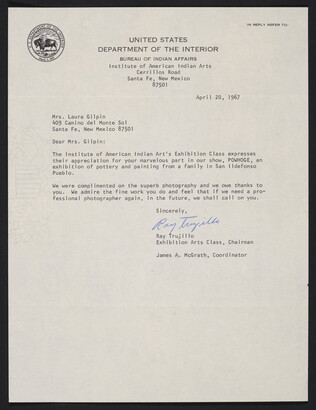 IN REPLY REFER TO:
UNITED STATES
DEPARTMENT OF THE INTERIOR
BUREAU OF INDIAN AFFAIRS
Institute of American Indian Arts
Cerrillos Road
Santa Fe, New Mexico
87501
April 20, 1967
Mrs. Laura Gilpin
409 Camino del Monte Sol
Santa Fe, New Mexico 87501
Dear Mrs. Gilpin:
The Institute of American Indian Art's Exhibition Class expresses
their appreciation for your marvelous part in our show, POWHOGE, an
exhibition of pottery and painting from a family in San Ildefonso
Pueblo.
We were complimented on the superb photography and we owe thanks to
you. We admire the fine work you do and feel that if we need a pro-
fessional photographer again, in the future, we shall call on you.
Sincerely,
Ray Trujillo
Ray Trujillo
Exhibition Arts Class, Chairman
James A. McGrath, Coordinator